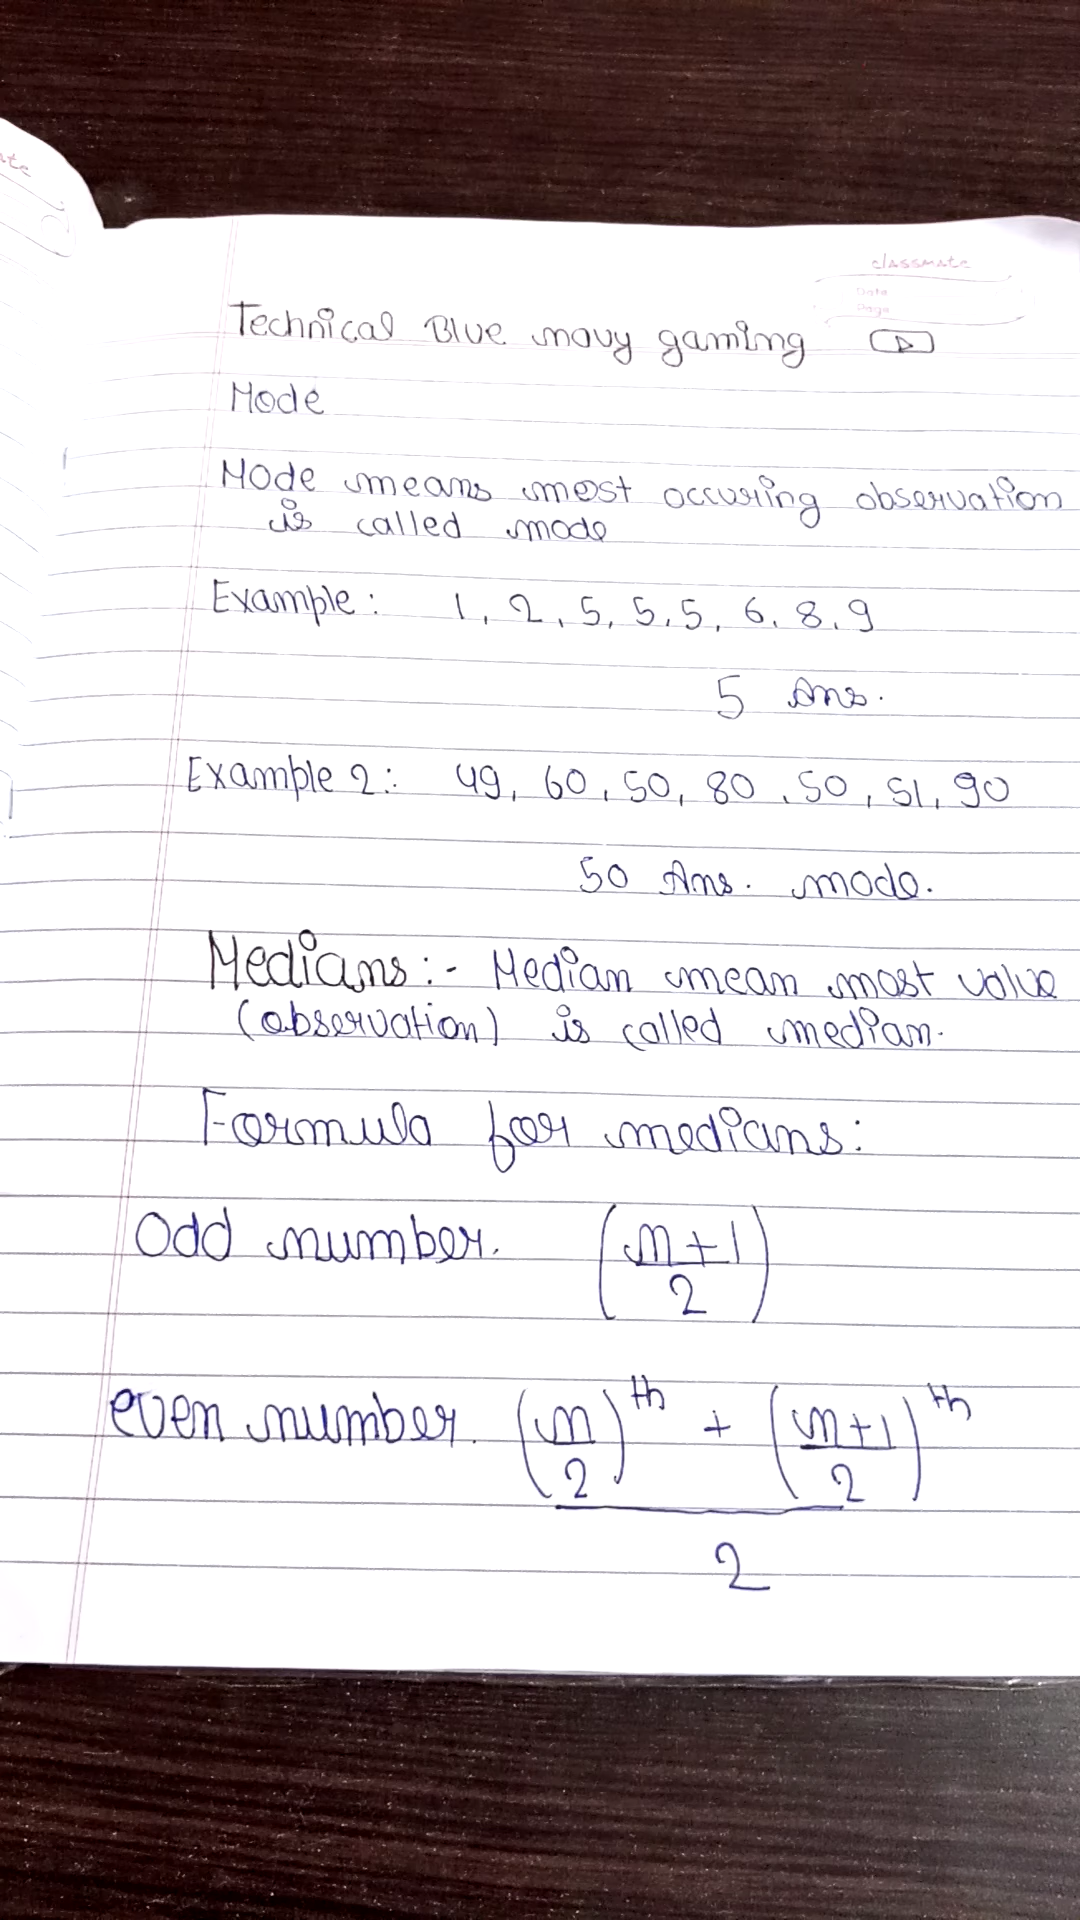 classmate
Date
Page
Technical Blue navy gaming
Mode
Mode means most occuring observation
is called mode
Example : 1, 2, 5, 5, 5, 6, 8, 9
5 Ans.
Example 2 : 49, 60, 50, 80, 50, 51, 90
50 Ans. mode.
Medians :- Median mean most value
(observation) is called median.
Formula for medians :
Odd number. (n+1/2)
even number. (n/2)th + (n+1/2)th
2